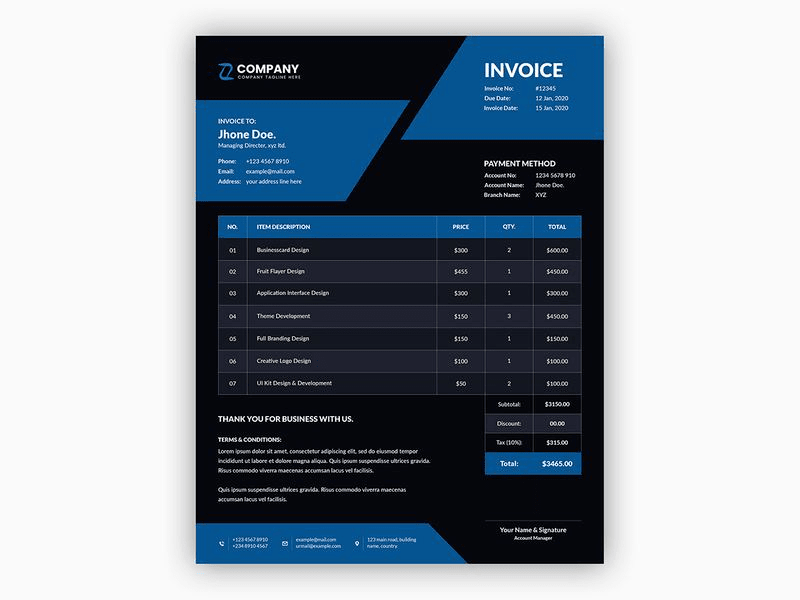 COMPANY
COMPANY TAGLINE HERE
INVOICE
Invoice No: #12345
Due Date: 12 Jan, 2020
Invoice Date: 15 Jan, 2020
INVOICE TO:
Jhone Doe.
Managing Directer, xyz ltd.
Phone: +123 4567 8910
Email: example@mail.com
Address: your address line here
PAYMENT METHOD
Account No: 1234 5678 910
Account Name: Jhone Doe.
Branch Name: XYZ
NO. ITEM DESCRIPTION PRICE QTY. TOTAL
01 Businesscard Design $300 2 $600.00
02 Fruit Flayer Design $455 1 $450.00
03 Application Interface Design $300 1 $300.00
04 Theme Development $150 3 $450.00
05 Full Branding Design $150 1 $150.00
06 Creative Logo Design $100 1 $100.00
07 UI Kit Design & Development $50 2 $100.00
Subtotal: $3150.00
Discount: 00.00
Tax (10%): $315.00
Total: $3465.00
THANK YOU FOR BUSINESS WITH US.
TERMS & CONDITIONS:
Lorem ipsum dolor sit amet, consectetur adipiscing elit, sed do eiusmod tempor
incididunt ut labore et dolore magna aliqua. Quis ipsum suspendisse ultrices gravida.
Risus commodo viverra maecenas accumsan lacus vel facilisis.
Quis ipsum suspendisse ultrices gravida. Risus commodo viverra maecenas
accumsan lacus vel facilisis.
Your Name & Signature
Account Manager
+123 4567 8910
+234 8910 4567
example@mail.com
urmail@example.com
123 main road, building
name, country